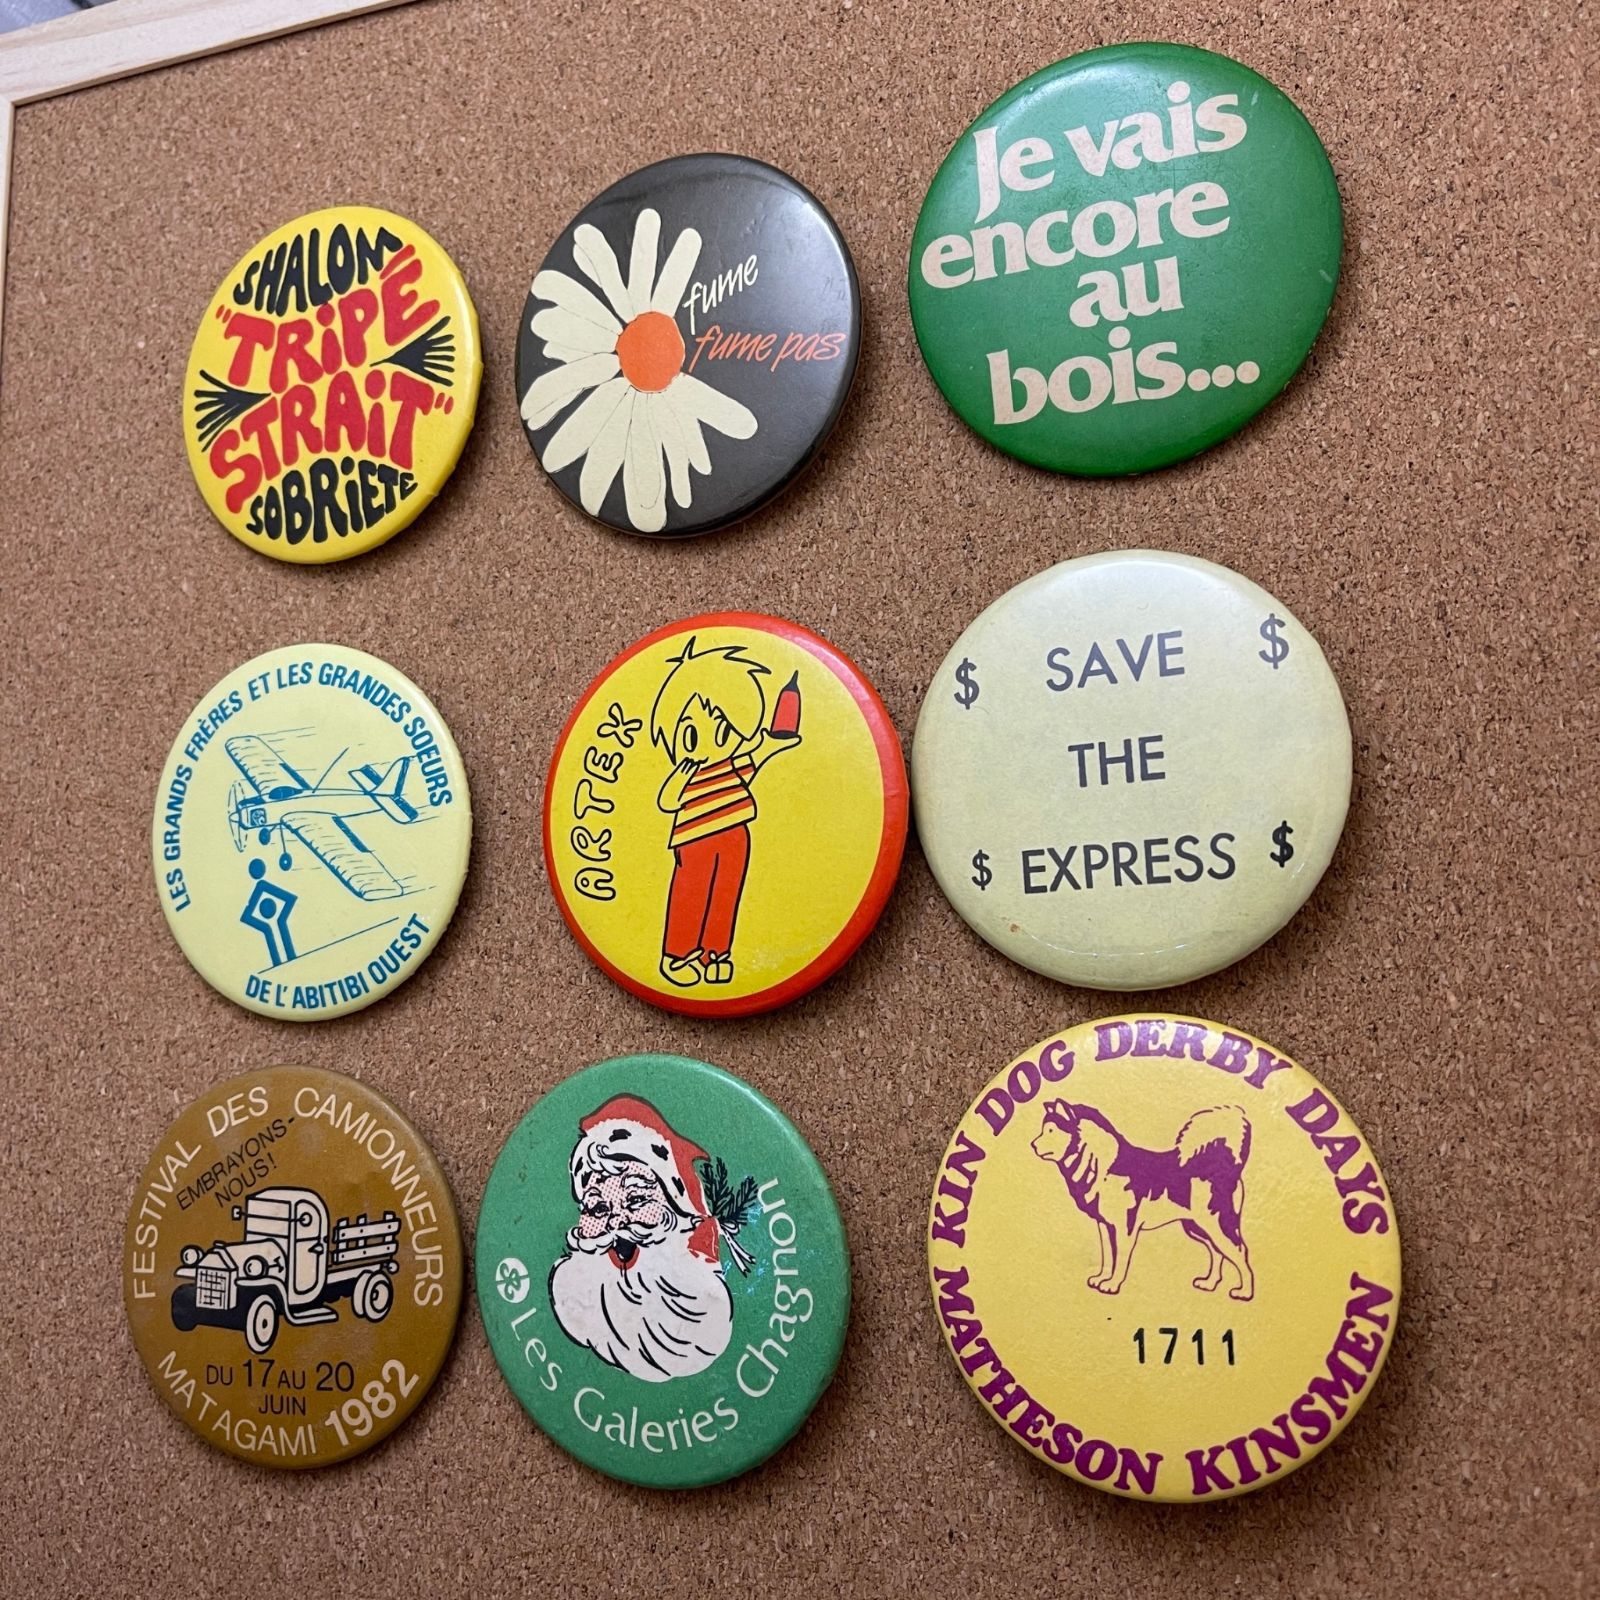 SHALOM
"TRIPE
STRAIT"
SOBRIETE
fume
fume pas
Je vais
encore
au
bois...
LES GRANDS FRÈRES ET LES GRANDES SOEURS
DE L'ABITIBI OUEST
ARTEX
$ SAVE $
THE
$ EXPRESS $
FESTIVAL DES CAMIONNEURS
EMBRAYONS-
NOUS!
DU 17 AU 20
JUIN
MATAGAMI 1982
Les Galeries Chagnon
KIN DOG DERBY DAYS
1711
MATHESON KINSMEN